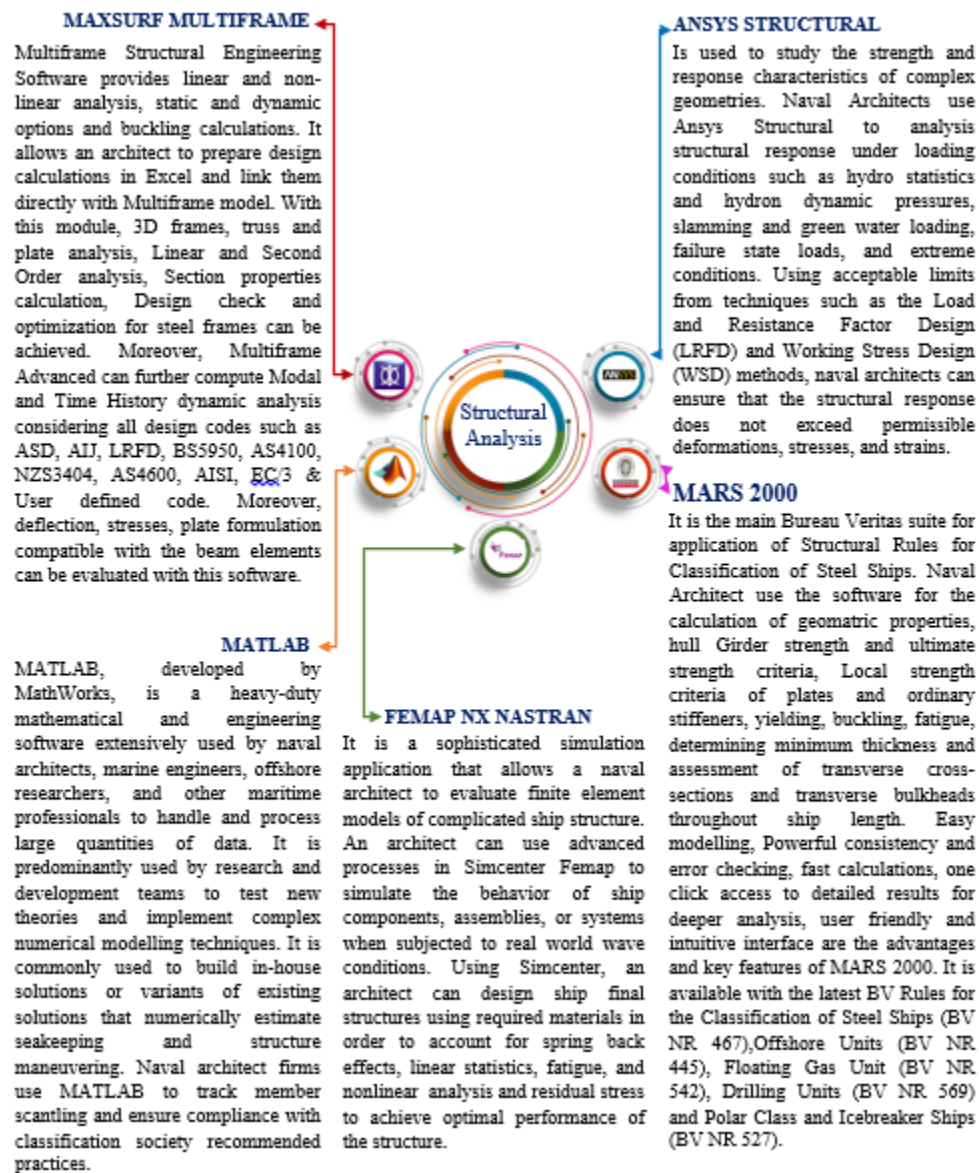 MAXSURF MULTIFRAME
Multiframe Structural Engineering
Software provides linear and non-
linear analysis, static and dynamic
options and buckling calculations. It
allows an architect to prepare design
calculations in Excel and link them
directly with Multiframe model. With
this module, 3D frames, truss and
plate analysis, Linear and Second
Order analysis, Section properties
calculation, Design check and
optimization for steel frames can be
achieved. Moreover, Multiframe
Advanced can further compute Modal
and Time History dynamic analysis
considering all design codes such as
ASD, AIJ, LRFD, BS5950, AS4100,
NZS3404, AS4600, AISI, EC/3 &
User defined code. Moreover,
deflection, stresses, plate formulation
compatible with the beam elements
can be evaluated with this software.
MATLAB
MATLAB, developed by
MathWorks, is a heavy-duty
mathematical and engineering
software extensively used by naval
architects, marine engineers, offshore
researchers, and other maritime
professionals to handle and process
large quantities of data. It is
predominantly used by research and
development teams to test new
theories and implement complex
numerical modelling techniques. It is
commonly used to build in-house
solutions or variants of existing
solutions that numerically estimate
seakeeping and structure
maneuvering. Naval architect firms
use MATLAB to track member
scantling and ensure compliance with
classification society recommended
practices.
Structural
Analysis
ANSYS
Femap
FEMAP NX NASTRAN
It is a sophisticated simulation
application that allows a naval
architect to evaluate finite element
models of complicated ship structure.
An architect can use advanced
processes in Simcenter Femap to
simulate the behavior of ship
components, assemblies, or systems
when subjected to real world wave
conditions. Using Simcenter, an
architect can design ship final
structures using required materials in
order to account for spring back
effects, linear statistics, fatigue, and
nonlinear analysis and residual stress
to achieve optimal performance of
the structure.
ANSYS STRUCTURAL
Is used to study the strength and
response characteristics of complex
geometries. Naval Architects use
Ansys Structural to analysis
structural response under loading
conditions such as hydro statistics
and hydron dynamic pressures,
slamming and green water loading,
failure state loads, and extreme
conditions. Using acceptable limits
from techniques such as the Load
and Resistance Factor Design
(LRFD) and Working Stress Design
(WSD) methods, naval architects can
ensure that the structural response
does not exceed permissible
deformations, stresses, and strains.
MARS 2000
It is the main Bureau Veritas suite for
application of Structural Rules for
Classification of Steel Ships. Naval
Architect use the software for the
calculation of geomatric properties,
hull Girder strength and ultimate
strength criteria, Local strength
criteria of plates and ordinary
stiffeners, yielding, buckling, fatigue,
determining minimum thickness and
assessment of transverse cross-
sections and transverse bulkheads
throughout ship length. Easy
modelling, Powerful consistency and
error checking, fast calculations, one
click access to detailed results for
deeper analysis, user friendly and
intuitive interface are the advantages
and key features of MARS 2000. It is
available with the latest BV Rules for
the Classification of Steel Ships (BV
NR 467),Offshore Units (BV NR
445), Floating Gas Unit (BV NR
542), Drilling Units (BV NR 569)
and Polar Class and Icebreaker Ships
(BV NR 527).